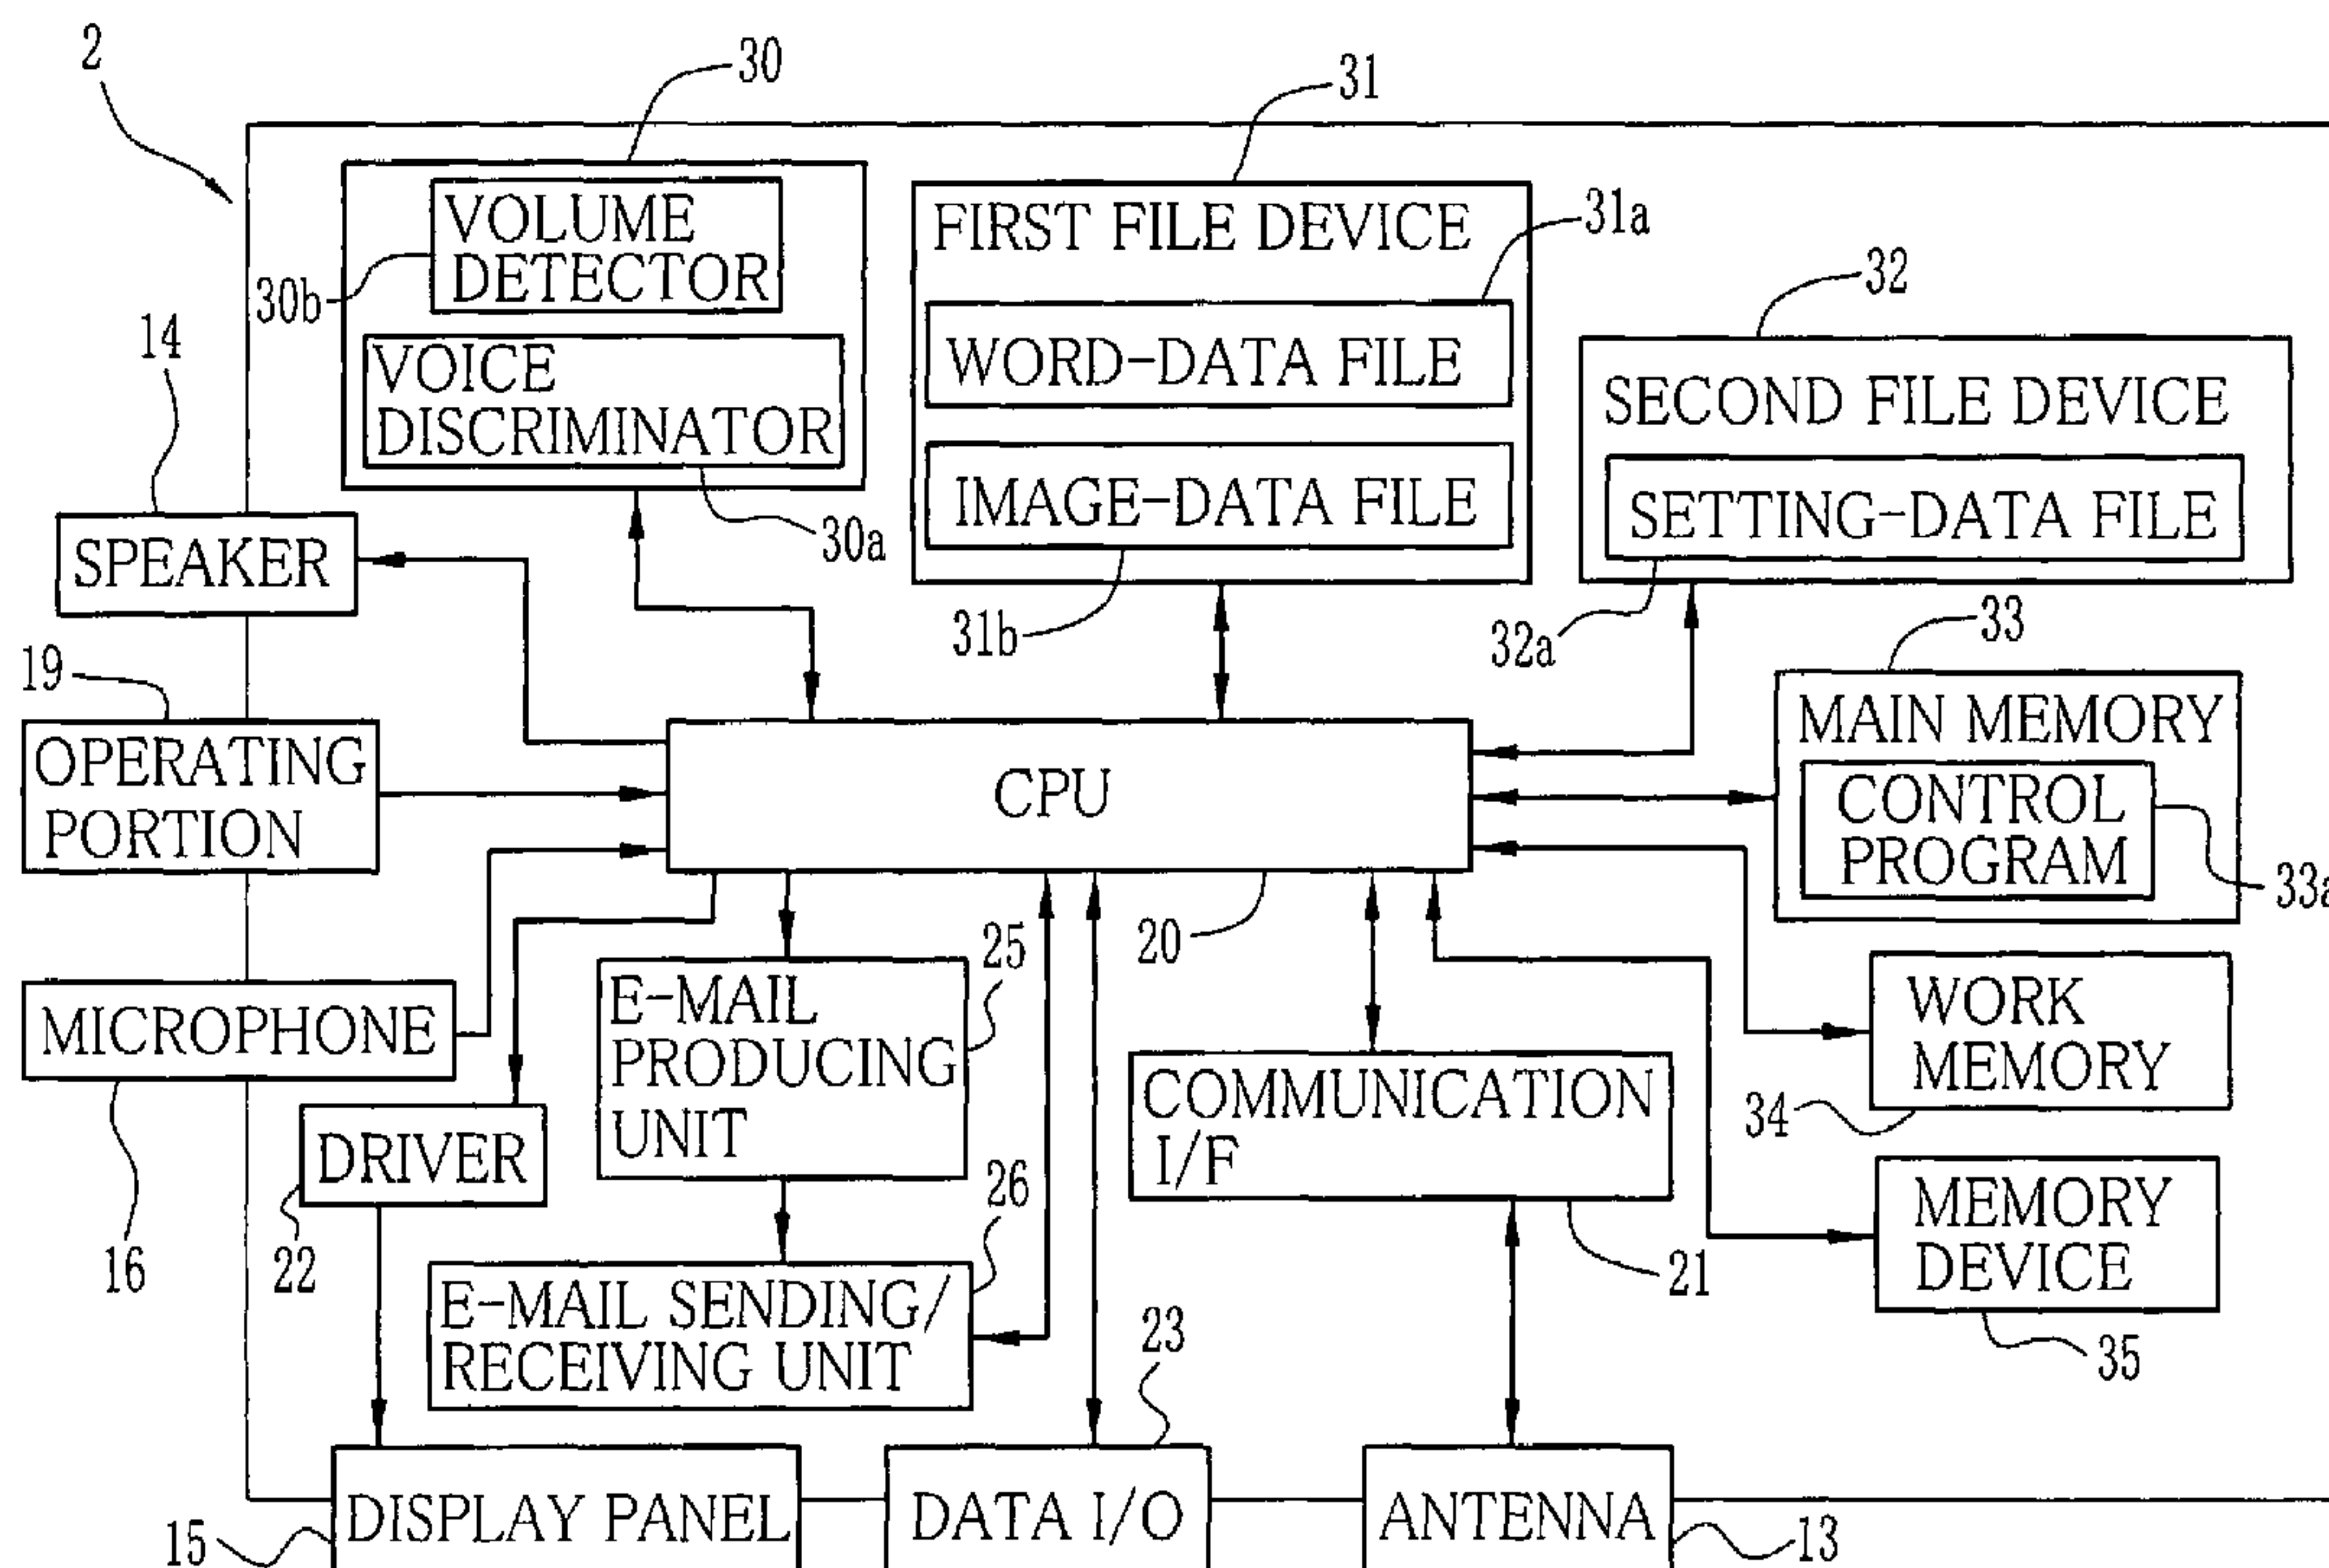 2
30
31
VOLUME
DETECTOR
30b
VOICE
DISCRIMINATOR
30a
FIRST FILE DEVICE
31a
WORD-DATA FILE
IMAGE-DATA FILE
31b
32
SECOND FILE DEVICE
SETTING-DATA FILE
32a
14
SPEAKER
19
OPERATING
PORTION
CPU
20
33
MAIN MEMORY
CONTROL
PROGRAM
33a
MICROPHONE
16
DRIVER
22
25
E-MAIL
PRODUCING
UNIT
26
E-MAIL SENDING/
RECEIVING UNIT
COMMUNICATION
I/F
21
WORK
MEMORY
34
MEMORY
DEVICE
35
23
DISPLAY PANEL
15
DATA I/O
ANTENNA
13